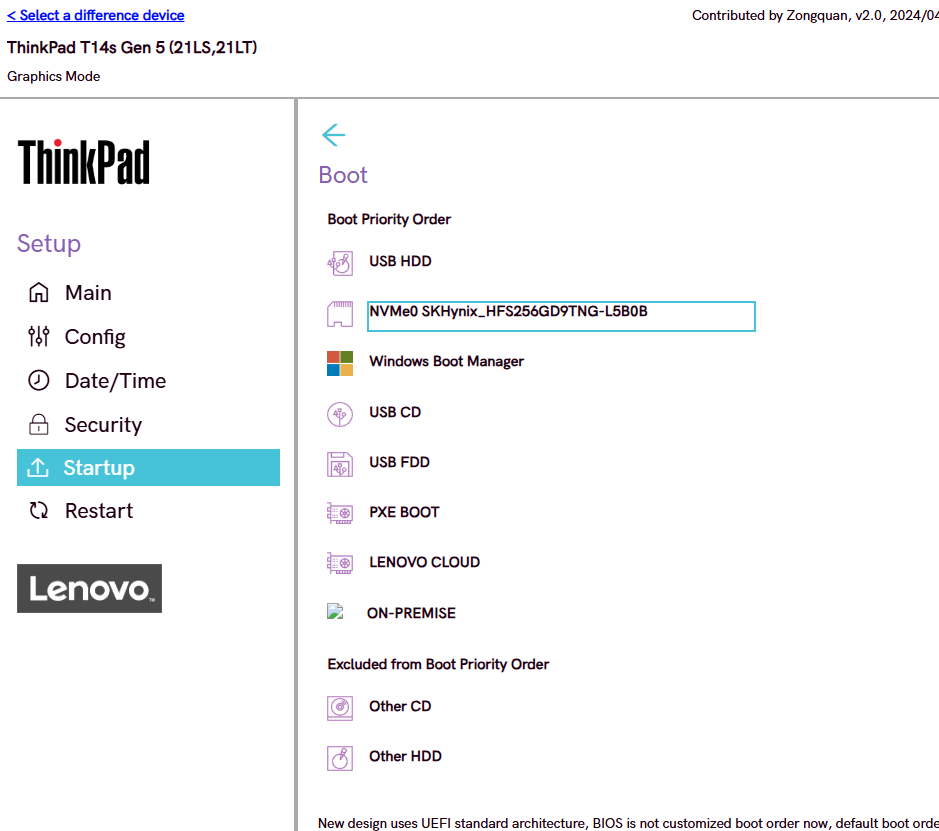 < Select a difference device
Contributed by Zongquan, v2.0, 2024/04
ThinkPad T14s Gen 5 (21LS,21LT)
Graphics Mode
ThinkPad
Setup
Main
Config
Date/Time
Security
Startup
Restart
Lenovo™
Boot
Boot Priority Order
USB HDD
NVMe0 SKHynix_HFS256GD9TNG-L5B0B
Windows Boot Manager
USB CD
USB FDD
PXE BOOT
LENOVO CLOUD
ON-PREMISE
Excluded from Boot Priority Order
Other CD
Other HDD
New design uses UEFI standard architecture, BIOS is not customized boot order now, default boot orde